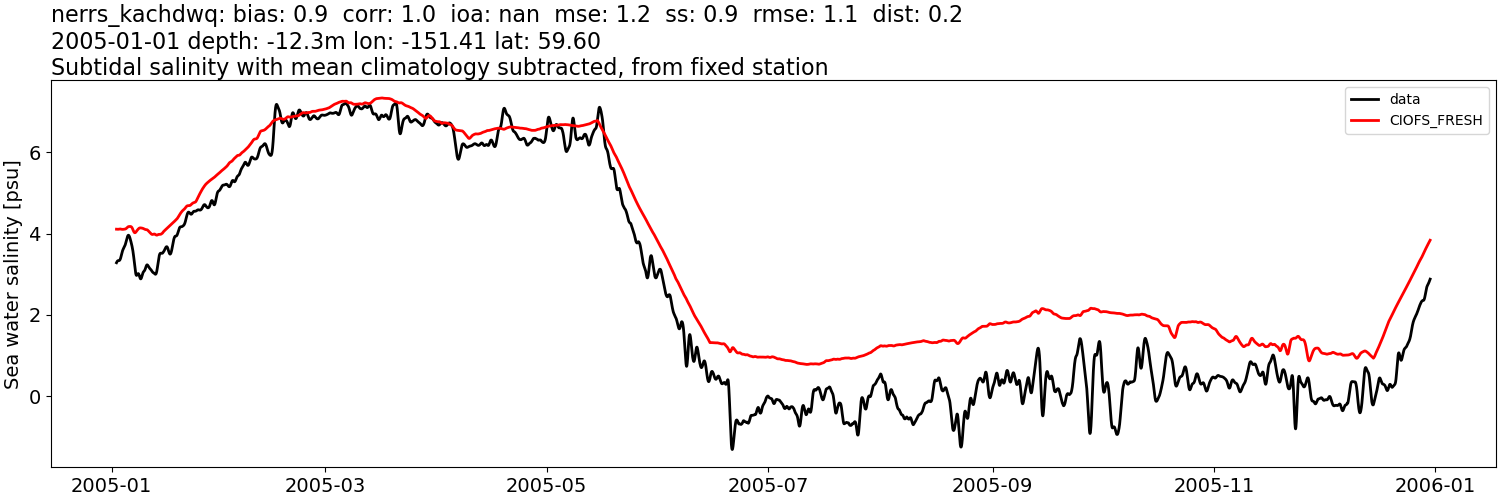 nerrs_kachdwq: bias: 0.9  corr: 1.0  ioa: nan  mse: 1.2  ss: 0.9  rmse: 1.1  dist: 0.2
2005-01-01 depth: -12.3m lon: -151.41 lat: 59.60
Subtidal salinity with mean climatology subtracted, from fixed station
data
CIOFS_FRESH
Sea water salinity [psu]
6
4
2
0
2005-01 2005-03 2005-05 2005-07 2005-09 2005-11 2006-01